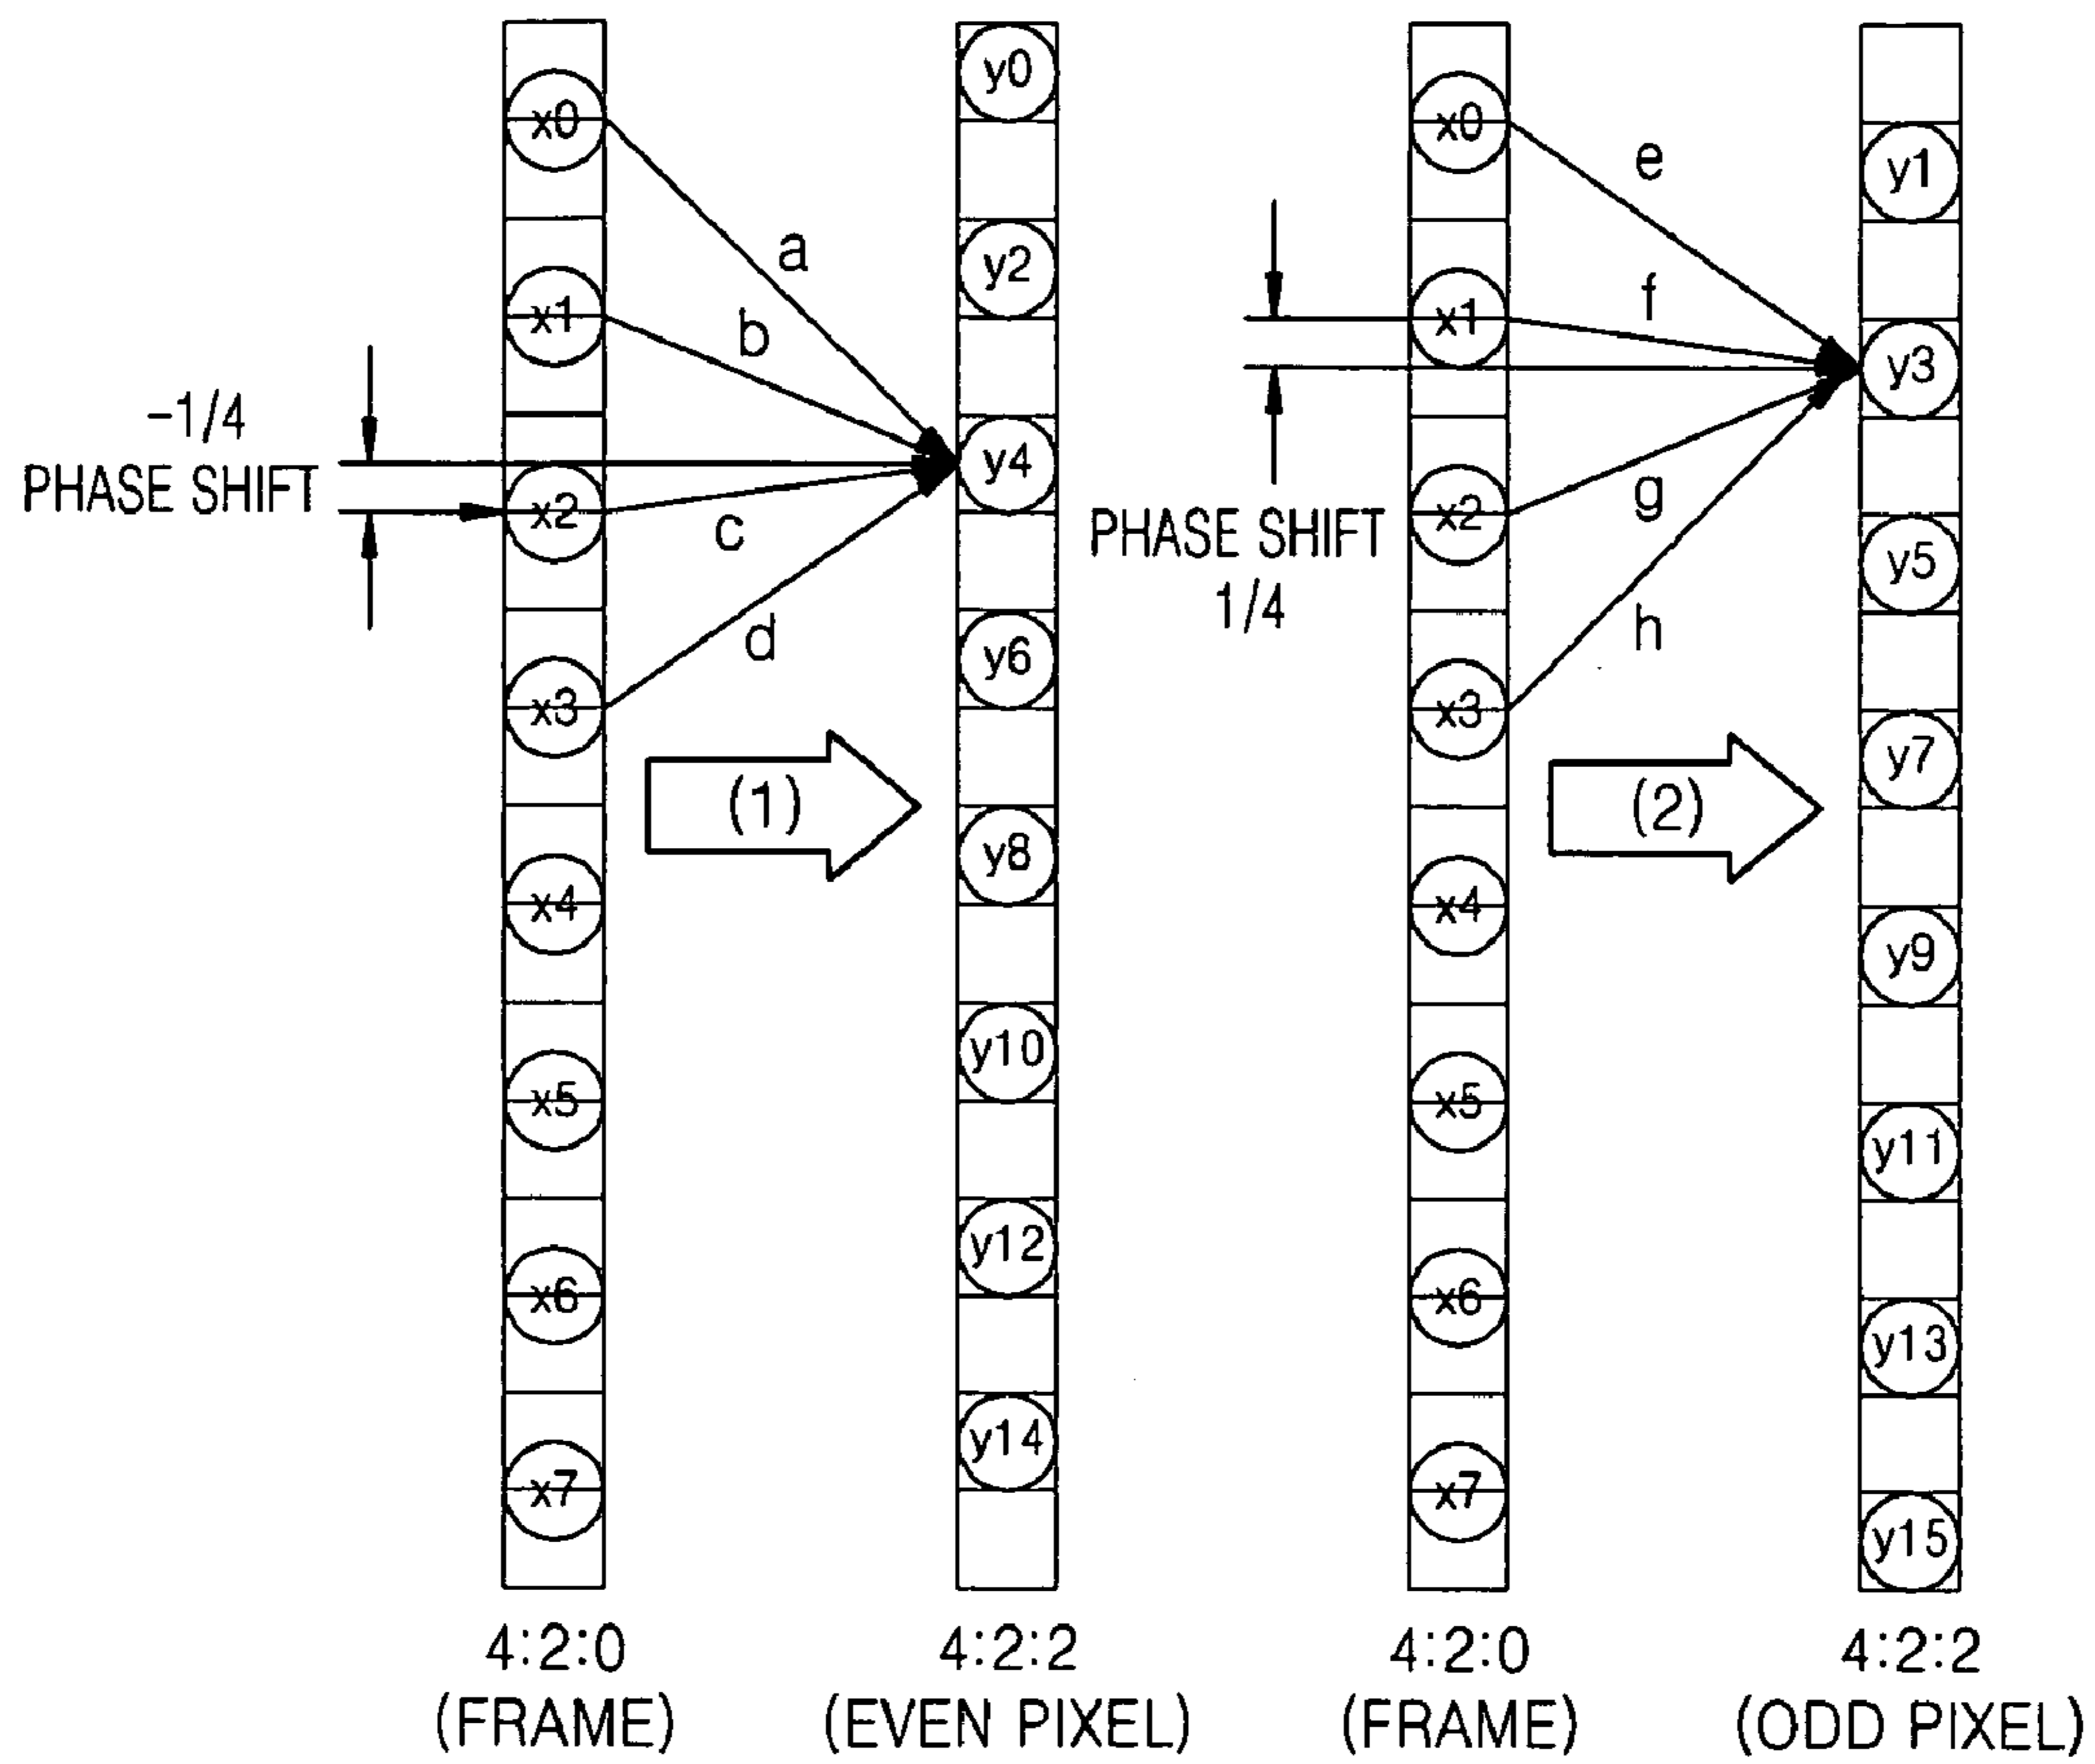 x0 y0 x0
e
y1
a
y2
x1 x1
b f
y3
-1/4
PHASE SHIFT
y4
x2 x2
c g
PHASE SHIFT
1/4
y5
d h
y6
x3 x3
y7
(1) (2)
y8
x4 x4
y9
y10
x5 x5
y11
y12
x6 x6
y13
y14
x7 x7
y15
4:2:0 4:2:2 4:2:0 4:2:2
(FRAME) (EVEN PIXEL) (FRAME) (ODD PIXEL)